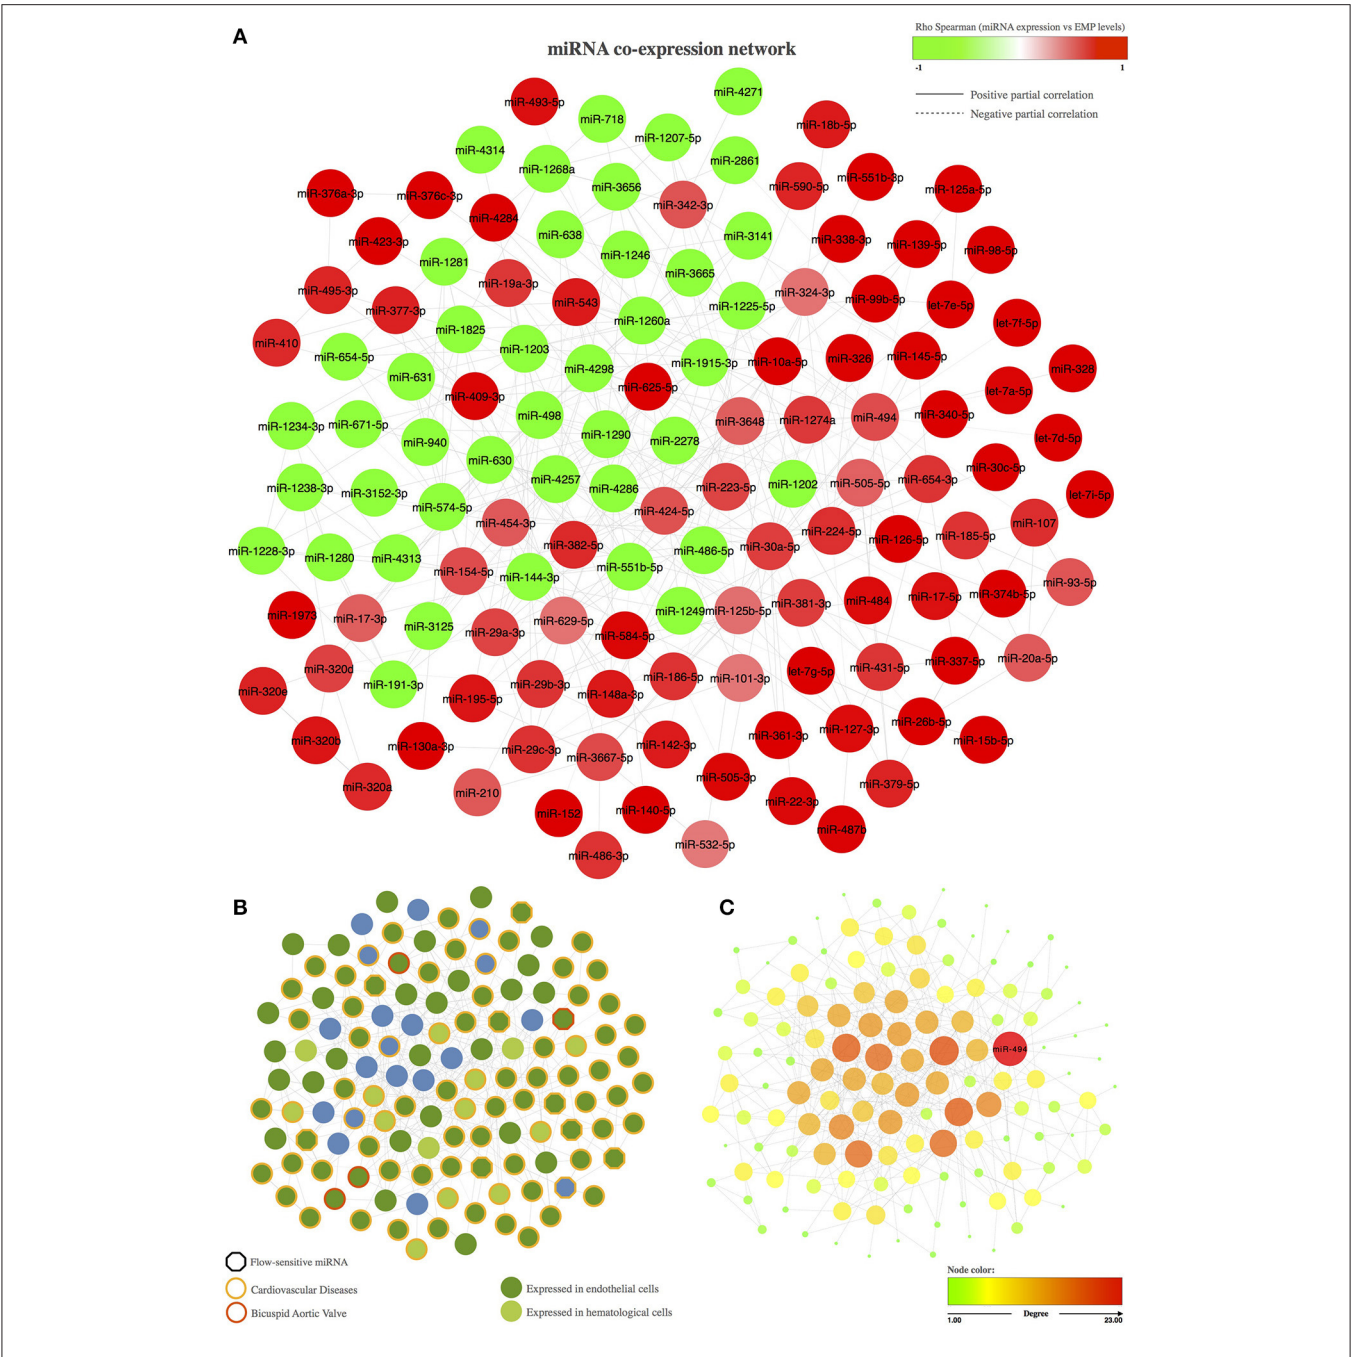 A
Rho Spearman (miRNA expression vs EMP levels)
miRNA co-expression network
-1 1
Positive partial correlation
Negative partial correlation
miR-4271
miR-493-5p
miR-718
miR-18b-5p
miR-1207-5p
miR-4314
miR-2861
miR-1268a
miR-551b-3p
miR-3656
miR-590-5p
miR-125a-5p
miR-376a-3p
miR-376c-3p
miR-342-3p
miR-4284
miR-638
miR-3141
miR-423-3p
miR-338-3p
miR-139-5p
miR-98-5p
miR-1246
miR-1281
miR-3665
miR-19a-3p
miR-495-3p
miR-324-3p
miR-99b-5p
miR-543
let-7e-5p
miR-377-3p
miR-1225-5p
miR-1260a
let-7f-5p
miR-1825
miR-410
miR-1203
miR-654-5p
miR-326
miR-145-5p
miR-1915-3p
miR-10a-5p
miR-4298
miR-328
miR-631
miR-625-5p
let-7a-5p
miR-409-3p
miR-498
miR-340-5p
miR-494
miR-1274a
miR-3648
miR-671-5p
miR-1234-3p
miR-1290
let-7d-5p
miR-940
miR-2278
miR-630
miR-30c-5p
miR-4257
miR-654-3p
miR-1202
miR-505-5p
miR-223-5p
miR-1238-3p
miR-4286
miR-3152-3p
let-7i-5p
miR-574-5p
miR-424-5p
miR-454-3p
miR-107
miR-224-5p
miR-185-5p
miR-126-5p
miR-382-5p
miR-30a-5p
miR-486-5p
miR-1228-3p
miR-1280
miR-4313
miR-551b-5p
miR-154-5p
miR-144-3p
miR-93-5p
miR-374b-5p
miR-17-5p
miR-484
miR-381-3p
miR-1249
miR-125b-5p
miR-1973
miR-17-3p
miR-629-5p
miR-3125
miR-29a-3p
miR-584-5p
miR-20a-5p
miR-337-5p
miR-431-5p
let-7g-5p
miR-320d
miR-186-5p
miR-101-3p
miR-191-3p
miR-29b-3p
miR-320e
miR-148a-3p
miR-195-5p
miR-26b-5p
miR-127-3p
miR-361-3p
miR-15b-5p
miR-320b
miR-142-3p
miR-130a-3p
miR-29c-3p
miR-3667-5p
miR-505-3p
miR-379-5p
miR-320a
miR-210
miR-22-3p
miR-140-5p
miR-152
miR-487b
miR-532-5p
miR-486-3p
B
C
miR-494
Flow-sensitive miRNA
Cardiovascular Diseases
Bicuspid Aortic Valve
Expressed in endothelial cells
Expressed in hematological cells
Node color:
1.00 Degree 23.00